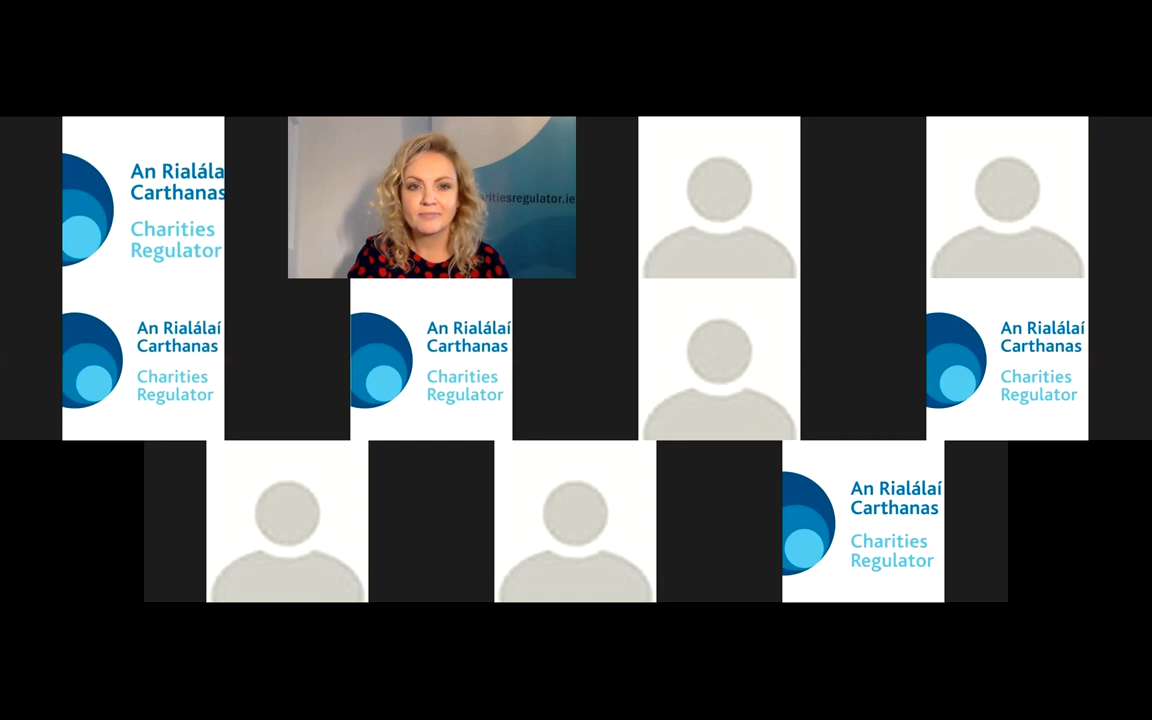 An Rialála
Carthanas
Charities
Regulator
ritiesregulator.ie
An Rialálaí
Carthanas
Charities
Regulator
An Rialálaí
Carthanas
Charities
Regulator
An Rialálaí
Carthanas
Charities
Regulator
An Rialálaí
Carthanas
Charities
Regulator